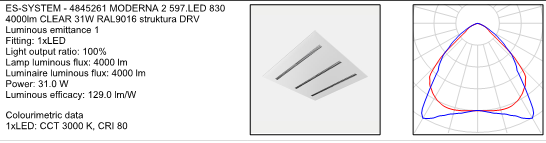 ES-SYSTEM - 4845261 MODERNA 2 597.LED 830
4000lm CLEAR 31W RAL9016 struktura DRV
Luminous emittance 1
Fitting: 1xLED
Light output ratio: 100%
Lamp luminous flux: 4000 lm
Luminaire luminous flux: 4000 lm
Power: 31.0 W
Luminous efficacy: 129.0 lm/W
Colourimetric data
1xLED: CCT 3000 K, CRI 80